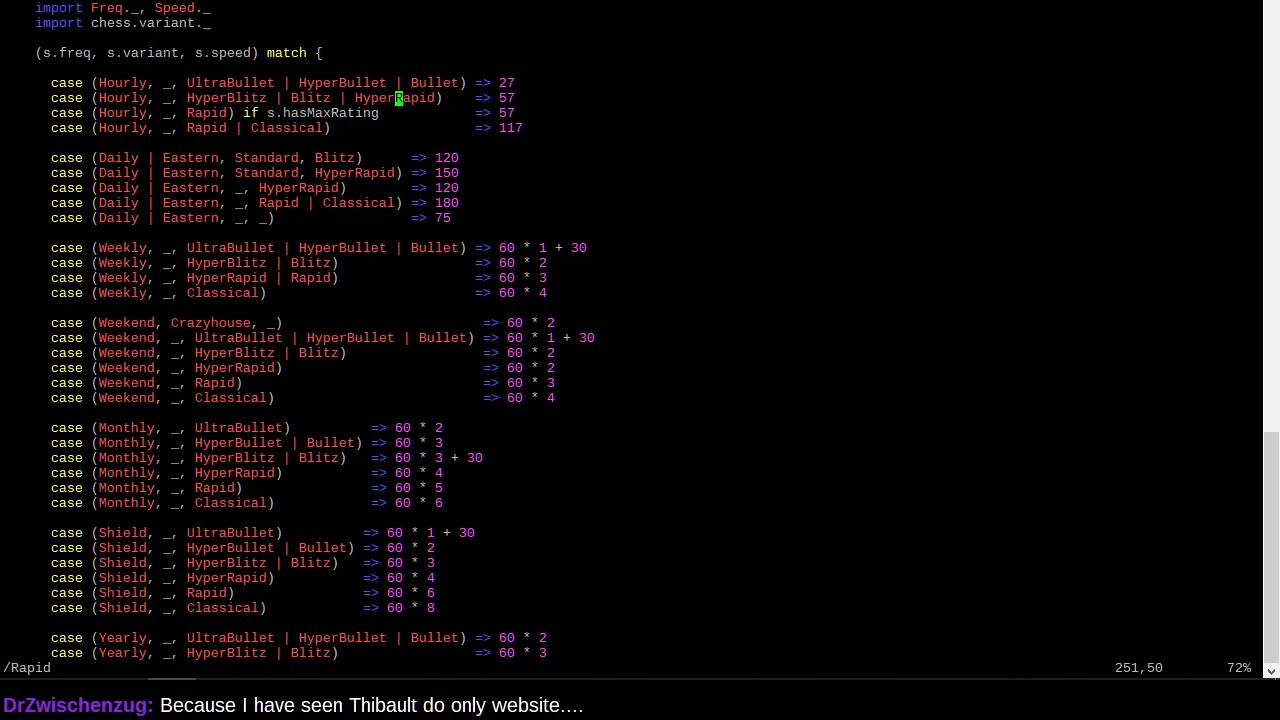 import Freq._, Speed._
import chess.variant._
(s.freq, s.variant, s.speed) match {
case (Hourly, _, UltraBullet | HyperBullet | Bullet) => 27
case (Hourly, _, HyperBlitz | Blitz | HyperRapid) => 57
case (Hourly, _, Rapid) if s.hasMaxRating => 57
case (Hourly, _, Rapid | Classical) => 117
case (Daily | Eastern, Standard, Blitz) => 120
case (Daily | Eastern, Standard, HyperRapid) => 150
case (Daily | Eastern, _, HyperRapid) => 120
case (Daily | Eastern, _, Rapid | Classical) => 180
case (Daily | Eastern, _, _) => 75
case (Weekly, _, UltraBullet | HyperBullet | Bullet) => 60 * 1 + 30
case (Weekly, _, HyperBlitz | Blitz) => 60 * 2
case (Weekly, _, HyperRapid | Rapid) => 60 * 3
case (Weekly, _, Classical) => 60 * 4
case (Weekend, Crazyhouse, _) => 60 * 2
case (Weekend, _, UltraBullet | HyperBullet | Bullet) => 60 * 1 + 30
case (Weekend, _, HyperBlitz | Blitz) => 60 * 2
case (Weekend, _, HyperRapid) => 60 * 2
case (Weekend, _, Rapid) => 60 * 3
case (Weekend, _, Classical) => 60 * 4
case (Monthly, _, UltraBullet) => 60 * 2
case (Monthly, _, HyperBullet | Bullet) => 60 * 3
case (Monthly, _, HyperBlitz | Blitz) => 60 * 3 + 30
case (Monthly, _, HyperRapid) => 60 * 4
case (Monthly, _, Rapid) => 60 * 5
case (Monthly, _, Classical) => 60 * 6
case (Shield, _, UltraBullet) => 60 * 1 + 30
case (Shield, _, HyperBullet | Bullet) => 60 * 2
case (Shield, _, HyperBlitz | Blitz) => 60 * 3
case (Shield, _, HyperRapid) => 60 * 4
case (Shield, _, Rapid) => 60 * 6
case (Shield, _, Classical) => 60 * 8
case (Yearly, _, UltraBullet | HyperBullet | Bullet) => 60 * 2
case (Yearly, _, HyperBlitz | Blitz) => 60 * 3
/Rapid 251,50 72%
DrZwischenzug: Because I have seen Thibault do only website....